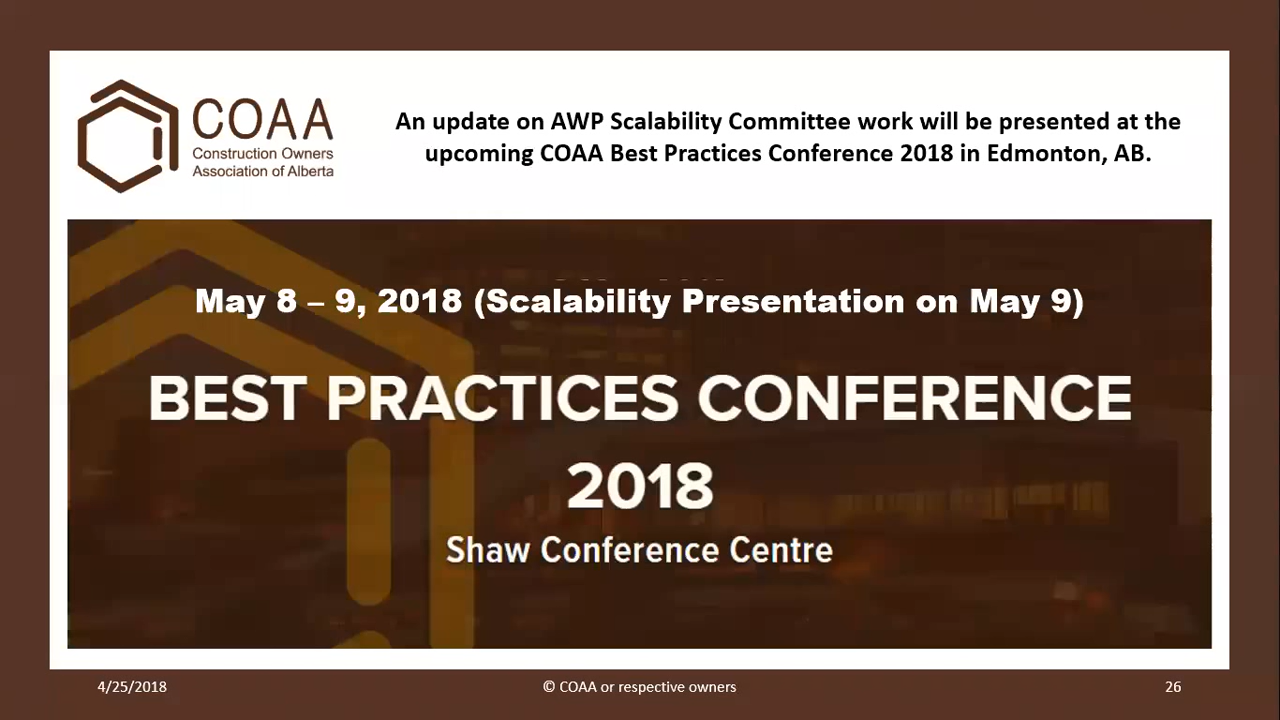 COAA
Construction Owners
Association of Alberta
An update on AWP Scalability Committee work will be presented at the
upcoming COAA Best Practices Conference 2018 in Edmonton, AB.
May 8 – 9, 2018 (Scalability Presentation on May 9)
BEST PRACTICES CONFERENCE
2018
Shaw Conference Centre
4/25/2018
© COAA or respective owners
26